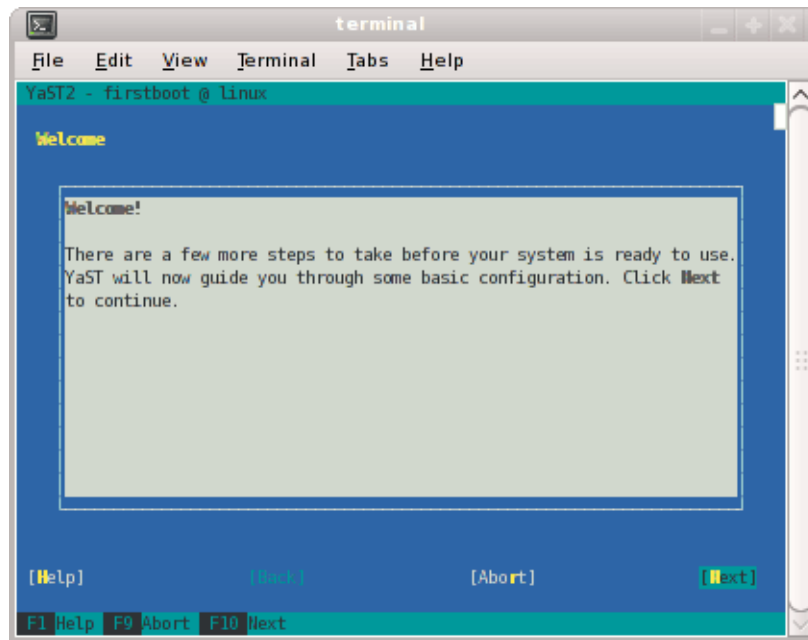 terminal
File Edit View Terminal Tabs Help
YaST2 - firstboot @ linux
Welcome
Welcome!
There are a few more steps to take before your system is ready to use.
YaST will now guide you through some basic configuration. Click Next
to continue.
[Help] [Back] [Abort] [Next]
F1 Help F9 Abort F10 Next